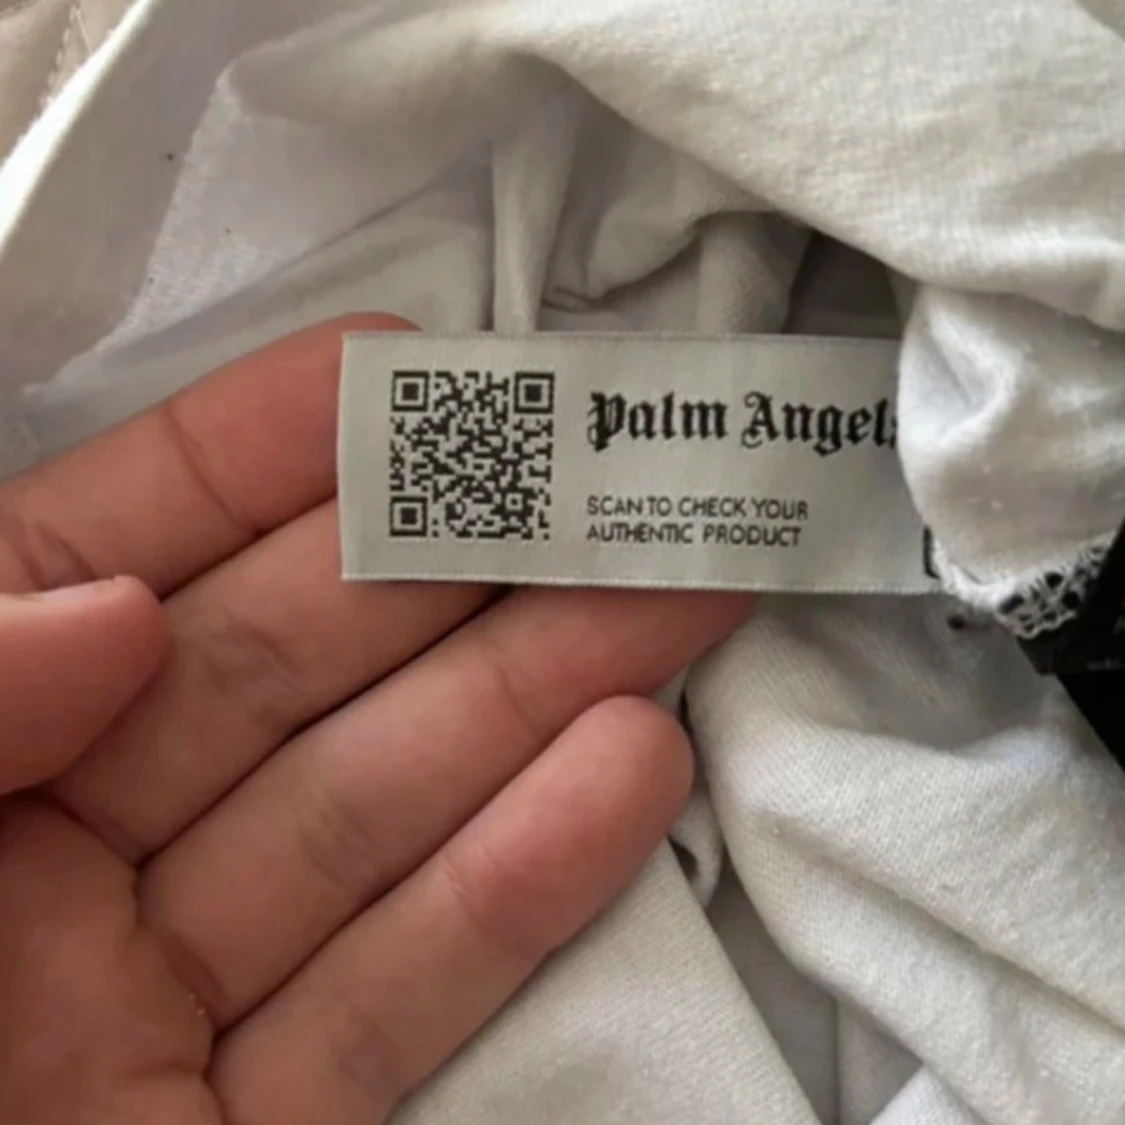 Palm Angels
SCAN TO CHECK YOUR
AUTHENTIC PRODUCT